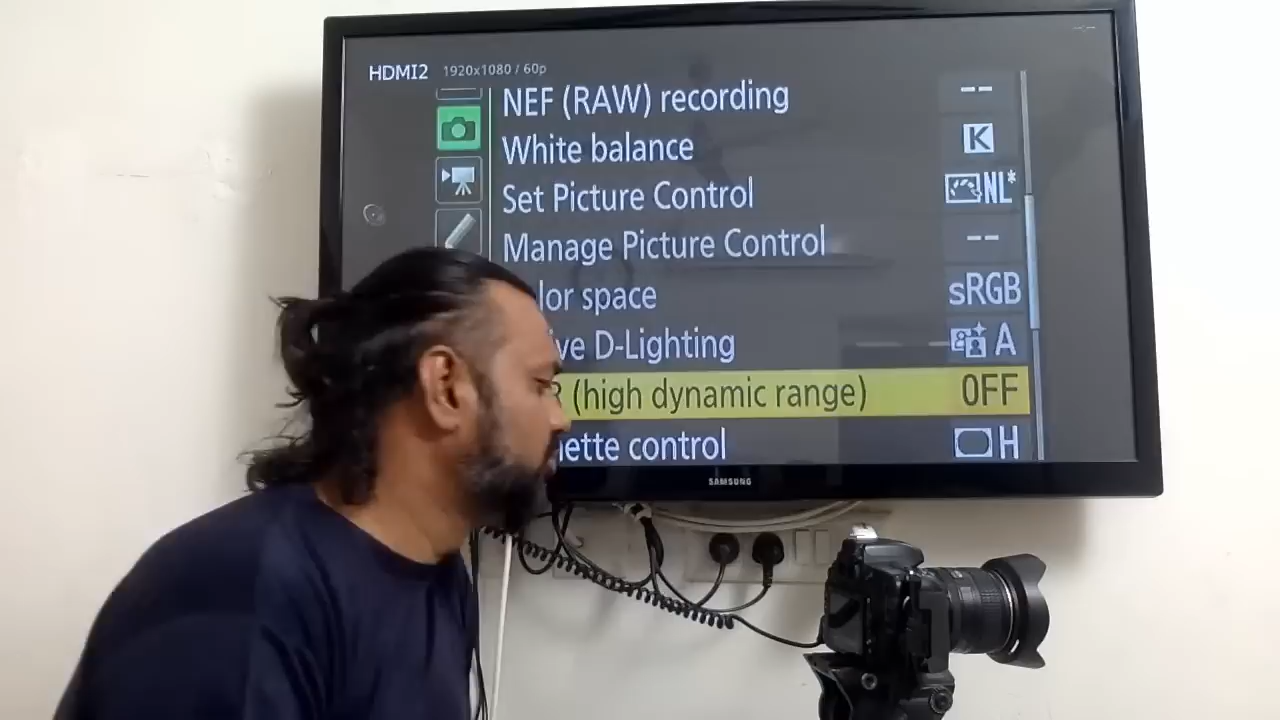 HDMI2 1920x1080 / 60p
NEF (RAW) recording --
White balance K
Set Picture Control NL*
Manage Picture Control --
lor space sRGB
ive D-Lighting A
R (high dynamic range) OFF
nette control H
SAMSUNG